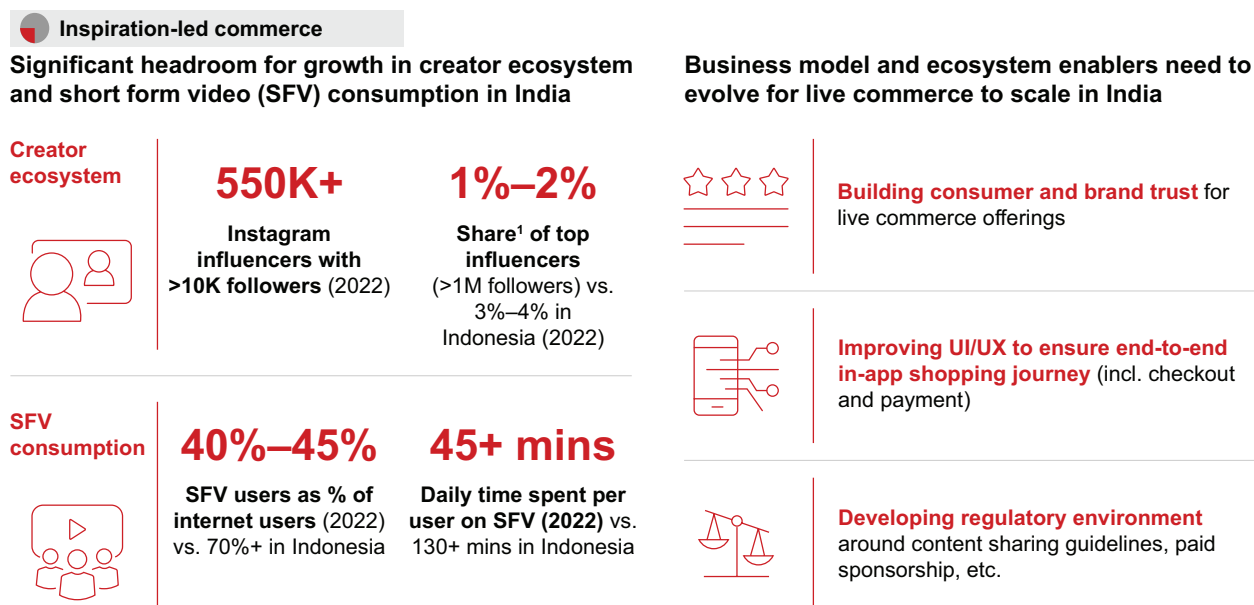 Inspiration-led commerce
Significant headroom for growth in creator ecosystem
and short form video (SFV) consumption in India
Creator
ecosystem
550K+
Instagram
influencers with
>10K followers (2022)
1%–2%
Share¹ of top
influencers
(>1M followers) vs.
3%–4% in
Indonesia (2022)
SFV
consumption
40%–45%
SFV users as % of
internet users (2022)
vs. 70%+ in Indonesia
45+ mins
Daily time spent per
user on SFV (2022) vs.
130+ mins in Indonesia
Business model and ecosystem enablers need to
evolve for live commerce to scale in India
Building consumer and brand trust for
live commerce offerings
Improving UI/UX to ensure end-to-end
in-app shopping journey (incl. checkout
and payment)
Developing regulatory environment
around content sharing guidelines, paid
sponsorship, etc.